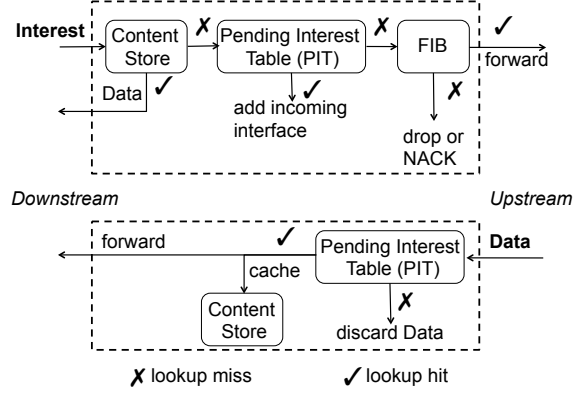 Interest
Content
Store
✗
Pending Interest
Table (PIT)
✗
FIB
✓
forward
Data
✓
✓
add incoming
interface
✗
drop or
NACK
Downstream
Upstream
forward
✓
Pending Interest
Table (PIT)
Data
cache
Content
Store
✗
discard Data
✗ lookup miss
✓ lookup hit